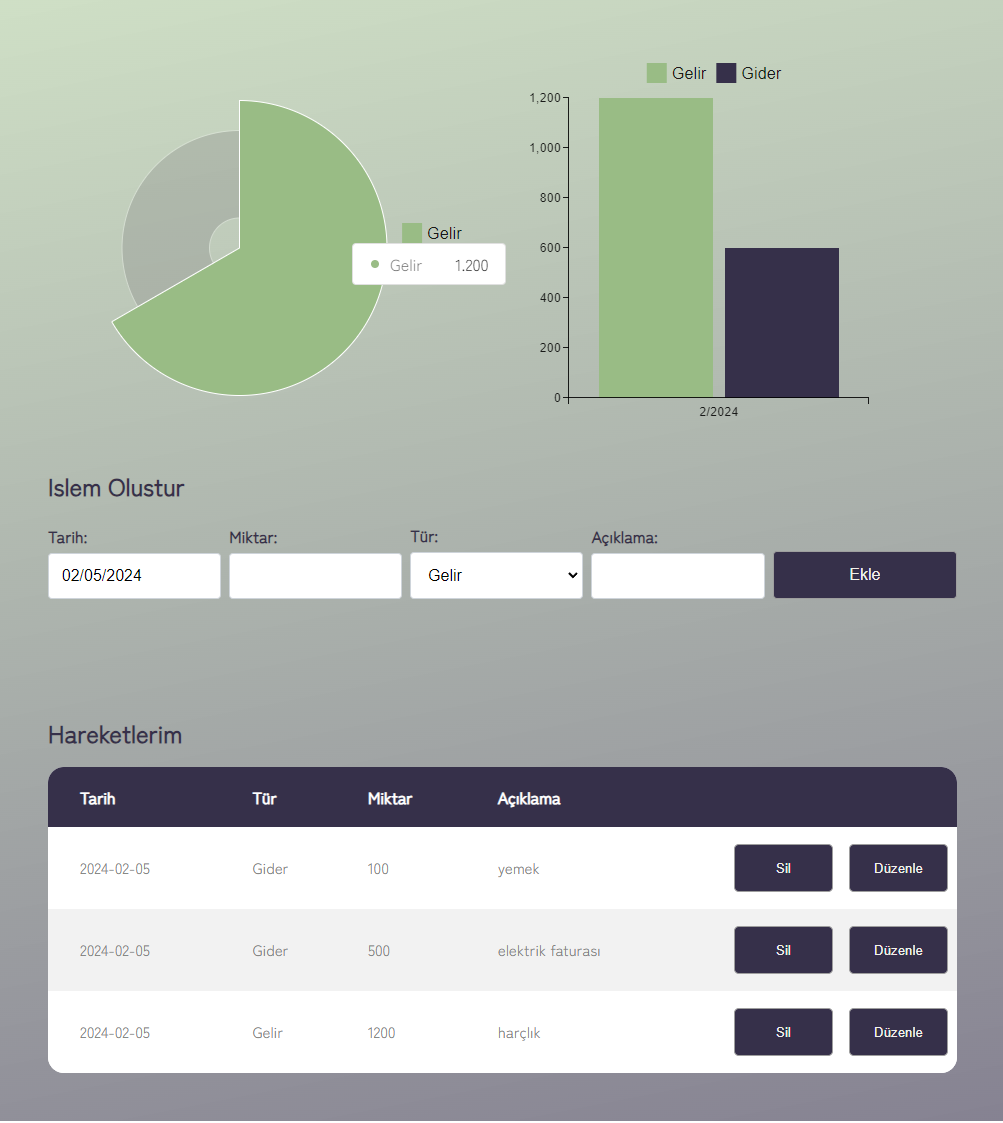 Gelir Gider
1,200
1,000
800
600
400
200
0
2/2024
Gelir
Gelir 1.200
Islem Olustur
Tarih: Miktar: Tür: Açıklama:
02/05/2024 Gelir Ekle
Hareketlerim
Tarih Tür Miktar Açıklama
2024-02-05 Gider 100 yemek Sil Düzenle
2024-02-05 Gider 500 elektrik faturası Sil Düzenle
2024-02-05 Gelir 1200 harçlık Sil Düzenle